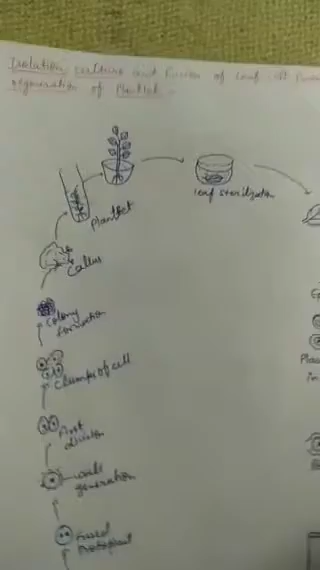 Isolation, culture and fusion of leaf
regeneration of Plantlet -
leaf sterilization
Plantlet
Callus
Colony
formation
Clumps of cell
First
division
wall
generation
Fused
Protoplast
in